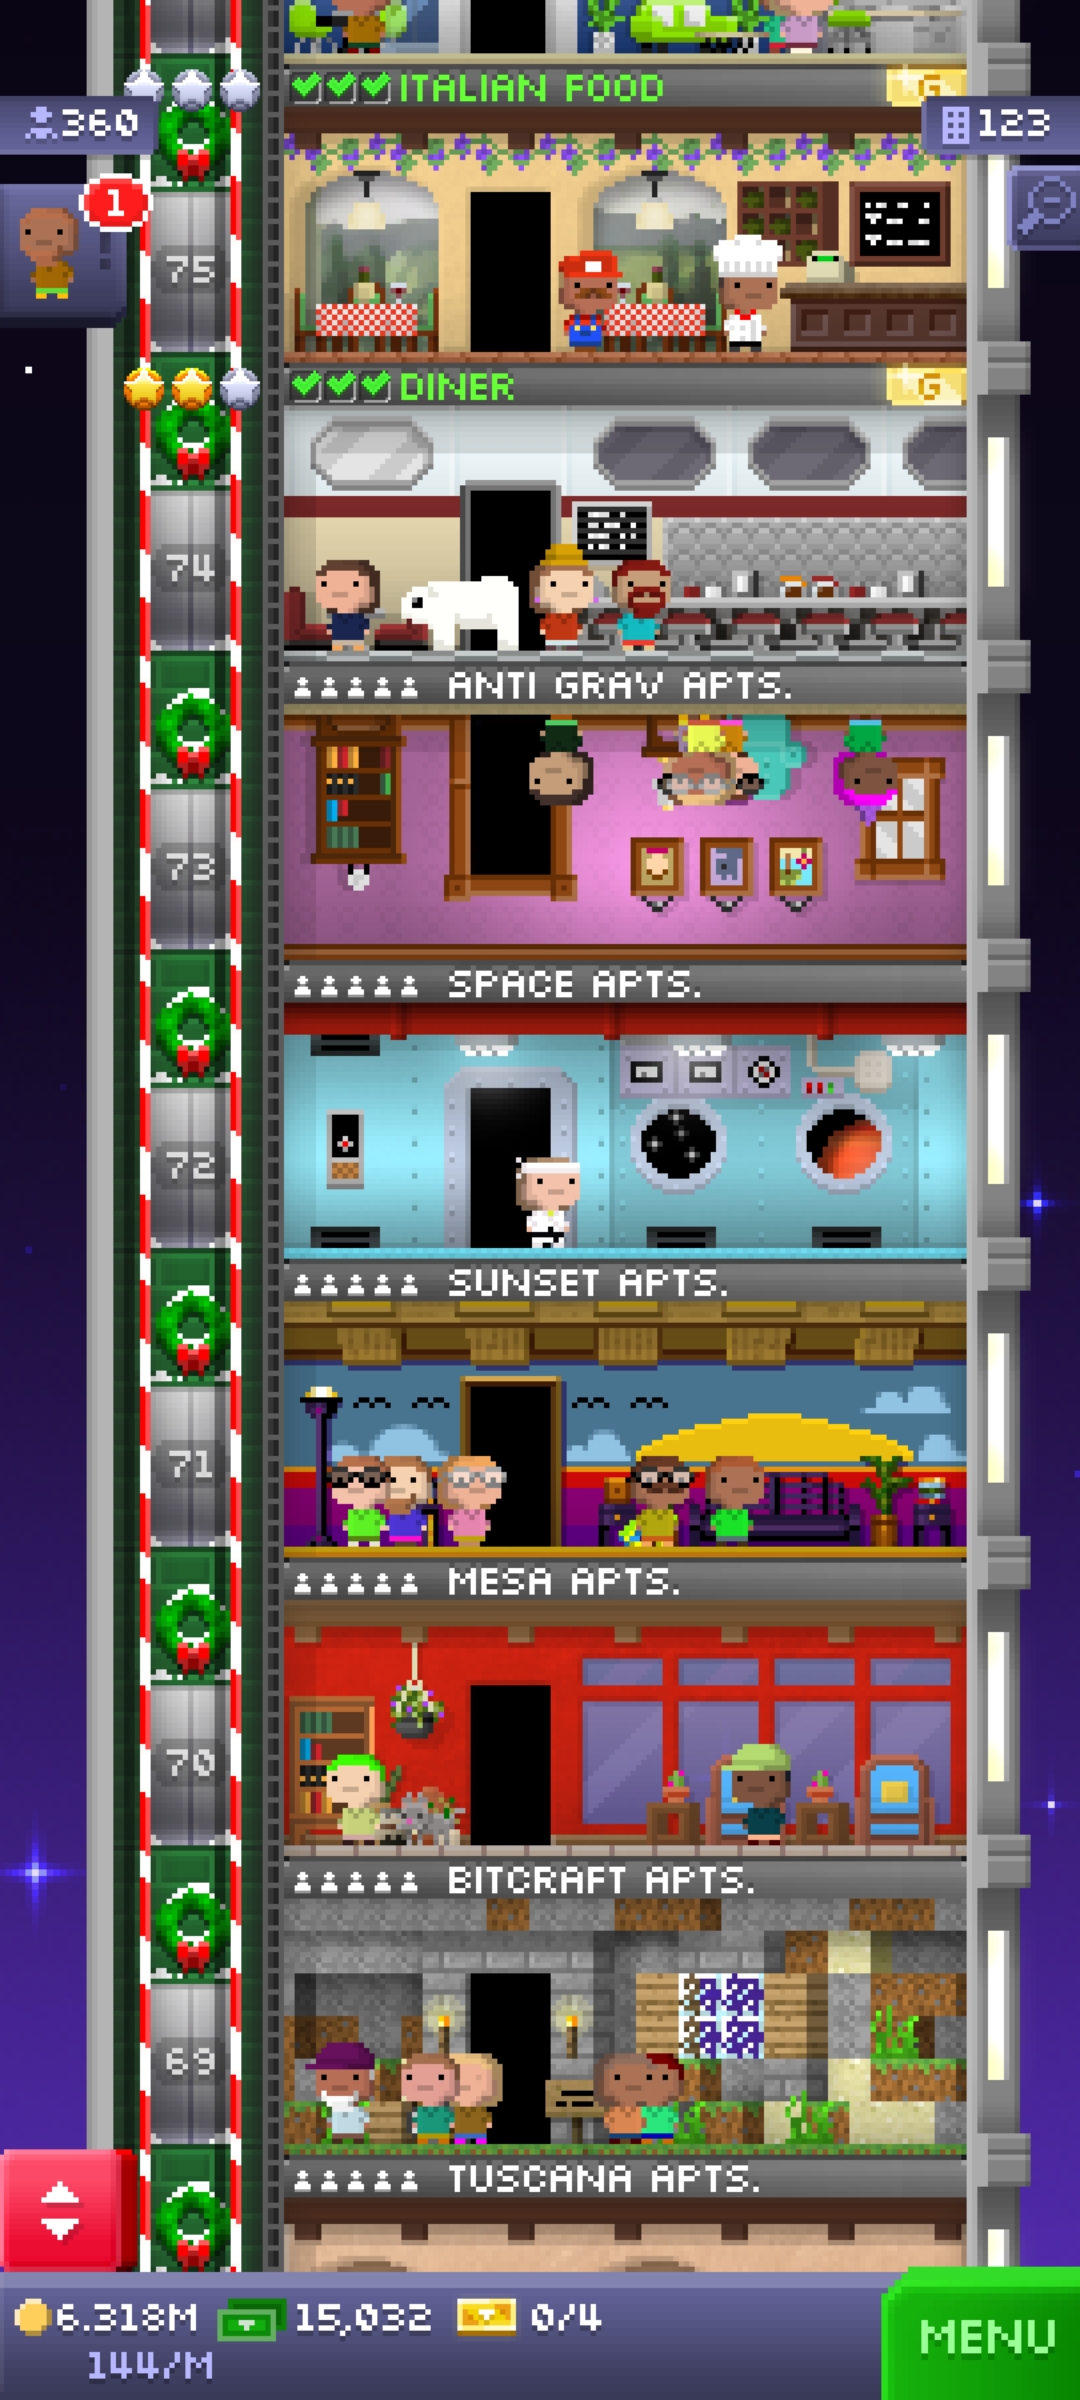 ITALIAN FOOD
G
360
123
1
75
DINER
G
74
ANTI GRAV APTS.
73
SPACE APTS.
72
SUNSET APTS.
71
MESA APTS.
70
BITCRAFT APTS.
69
TUSCANA APTS.
6.318M
15,032
0/4
MENU
144/M